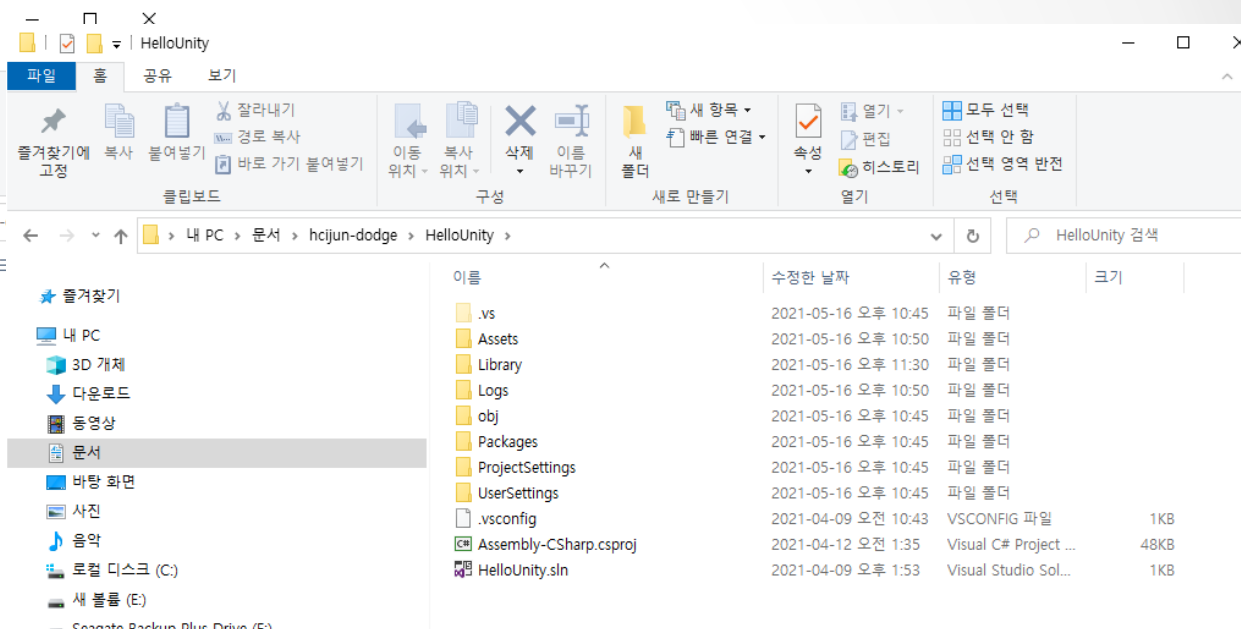 HelloUnity
파일 홈 공유 보기
즐겨찾기에 고정
복사
붙여넣기
잘라내기
경로 복사
바로 가기 붙여넣기
클립보드
이동 위치
복사 위치
삭제
이름 바꾸기
구성
새 폴더
새 항목
빠른 연결
새로 만들기
속성
열기
편집
히스토리
열기
모두 선택
선택 안 함
선택 영역 반전
선택
내 PC 문서 hcijun-dodge HelloUnity
HelloUnity 검색
즐겨찾기
내 PC
3D 개체
다운로드
동영상
문서
바탕 화면
사진
음악
로컬 디스크 (C:)
새 볼륨 (E:)
Seagate Backup Plus Drive (F:)
이름 수정한 날짜 유형 크기
.vs 2021-05-16 오후 10:45 파일 폴더
Assets 2021-05-16 오후 10:50 파일 폴더
Library 2021-05-16 오후 11:30 파일 폴더
Logs 2021-05-16 오후 10:50 파일 폴더
obj 2021-05-16 오후 10:45 파일 폴더
Packages 2021-05-16 오후 10:45 파일 폴더
ProjectSettings 2021-05-16 오후 10:45 파일 폴더
UserSettings 2021-05-16 오후 10:45 파일 폴더
.vsconfig 2021-04-09 오전 10:43 VSCONFIG 파일 1KB
Assembly-CSharp.csproj 2021-04-12 오전 1:35 Visual C# Project ... 48KB
HelloUnity.sln 2021-04-09 오후 1:53 Visual Studio Sol... 1KB